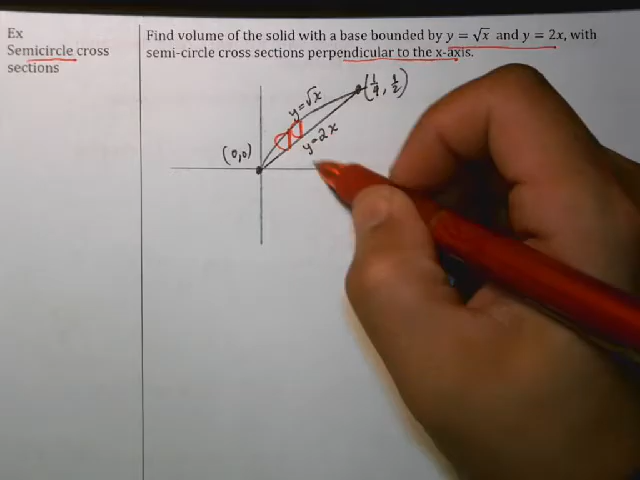 Ex
Semicircle cross
sections
Find volume of the solid with a base bounded by y = √x and y = 2x, with
semi-circle cross sections perpendicular to the x-axis.
(1/4, 1/2)
y=√x
y=2x
(0,0)